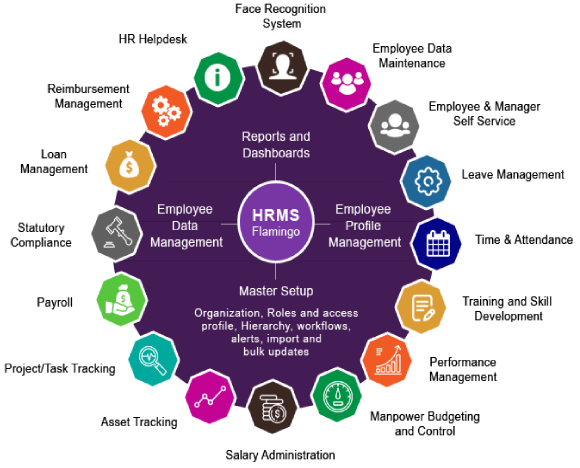 Face Recognition
System
HR Helpdesk
Employee Data
Maintenance
Reimbursement
Management
Employee & Manager
Self Service
Reports and
Dashboards
Loan
Management
Leave Management
Employee
Data
Management
HRMS
Flamingo
Employee
Profile
Management
Statutory
Compliance
Time & Attendance
Master Setup
Organization, Roles and access
profile, Hierarchy, workflows,
alerts, import and
bulk updates
Payroll
Training and Skill
Development
Project/Task Tracking
Performance
Management
Asset Tracking
Manpower Budgeting
and Control
Salary Administration